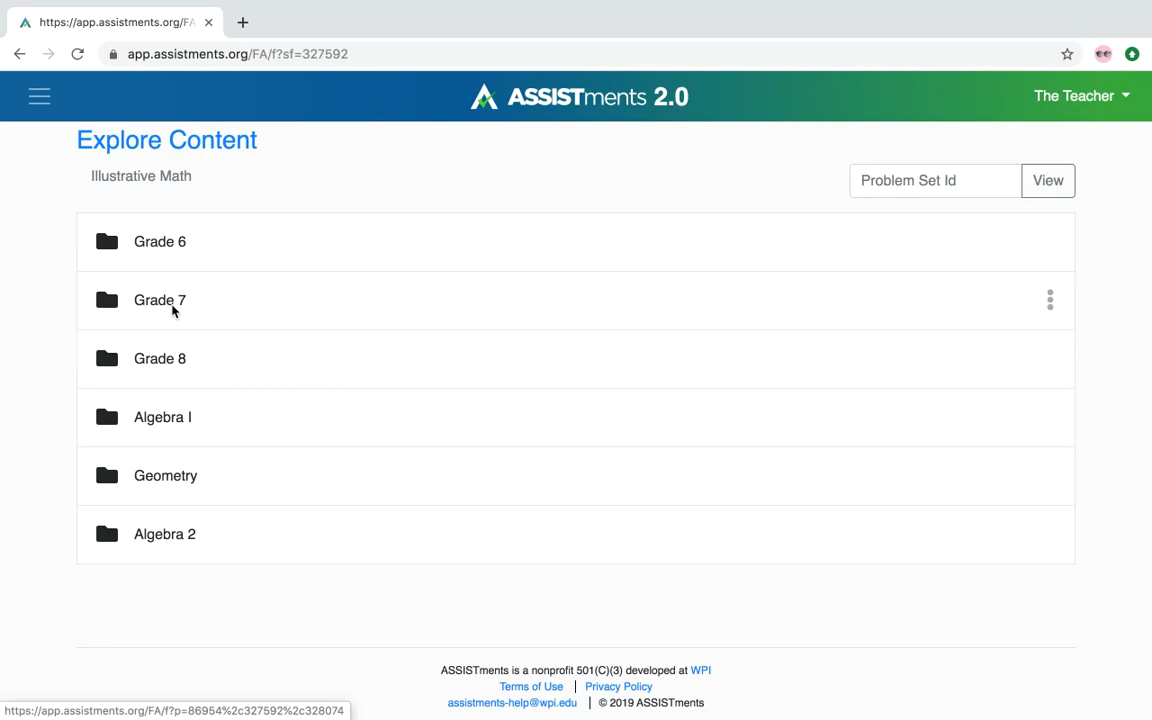 https://app.assistments.org/FA
app.assistments.org/FA/f?sf=327592
ASSISTments 2.0
The Teacher
Explore Content
Illustrative Math
Problem Set Id
View
Grade 6
Grade 7
Grade 8
Algebra I
Geometry
Algebra 2
ASSISTments is a nonprofit 501(C)(3) developed at WPI
Terms of Use | Privacy Policy
assistments-help@wpi.edu | © 2019 ASSISTments
https://app.assistments.org/FA/f?p=86954%2c327592%2c328074